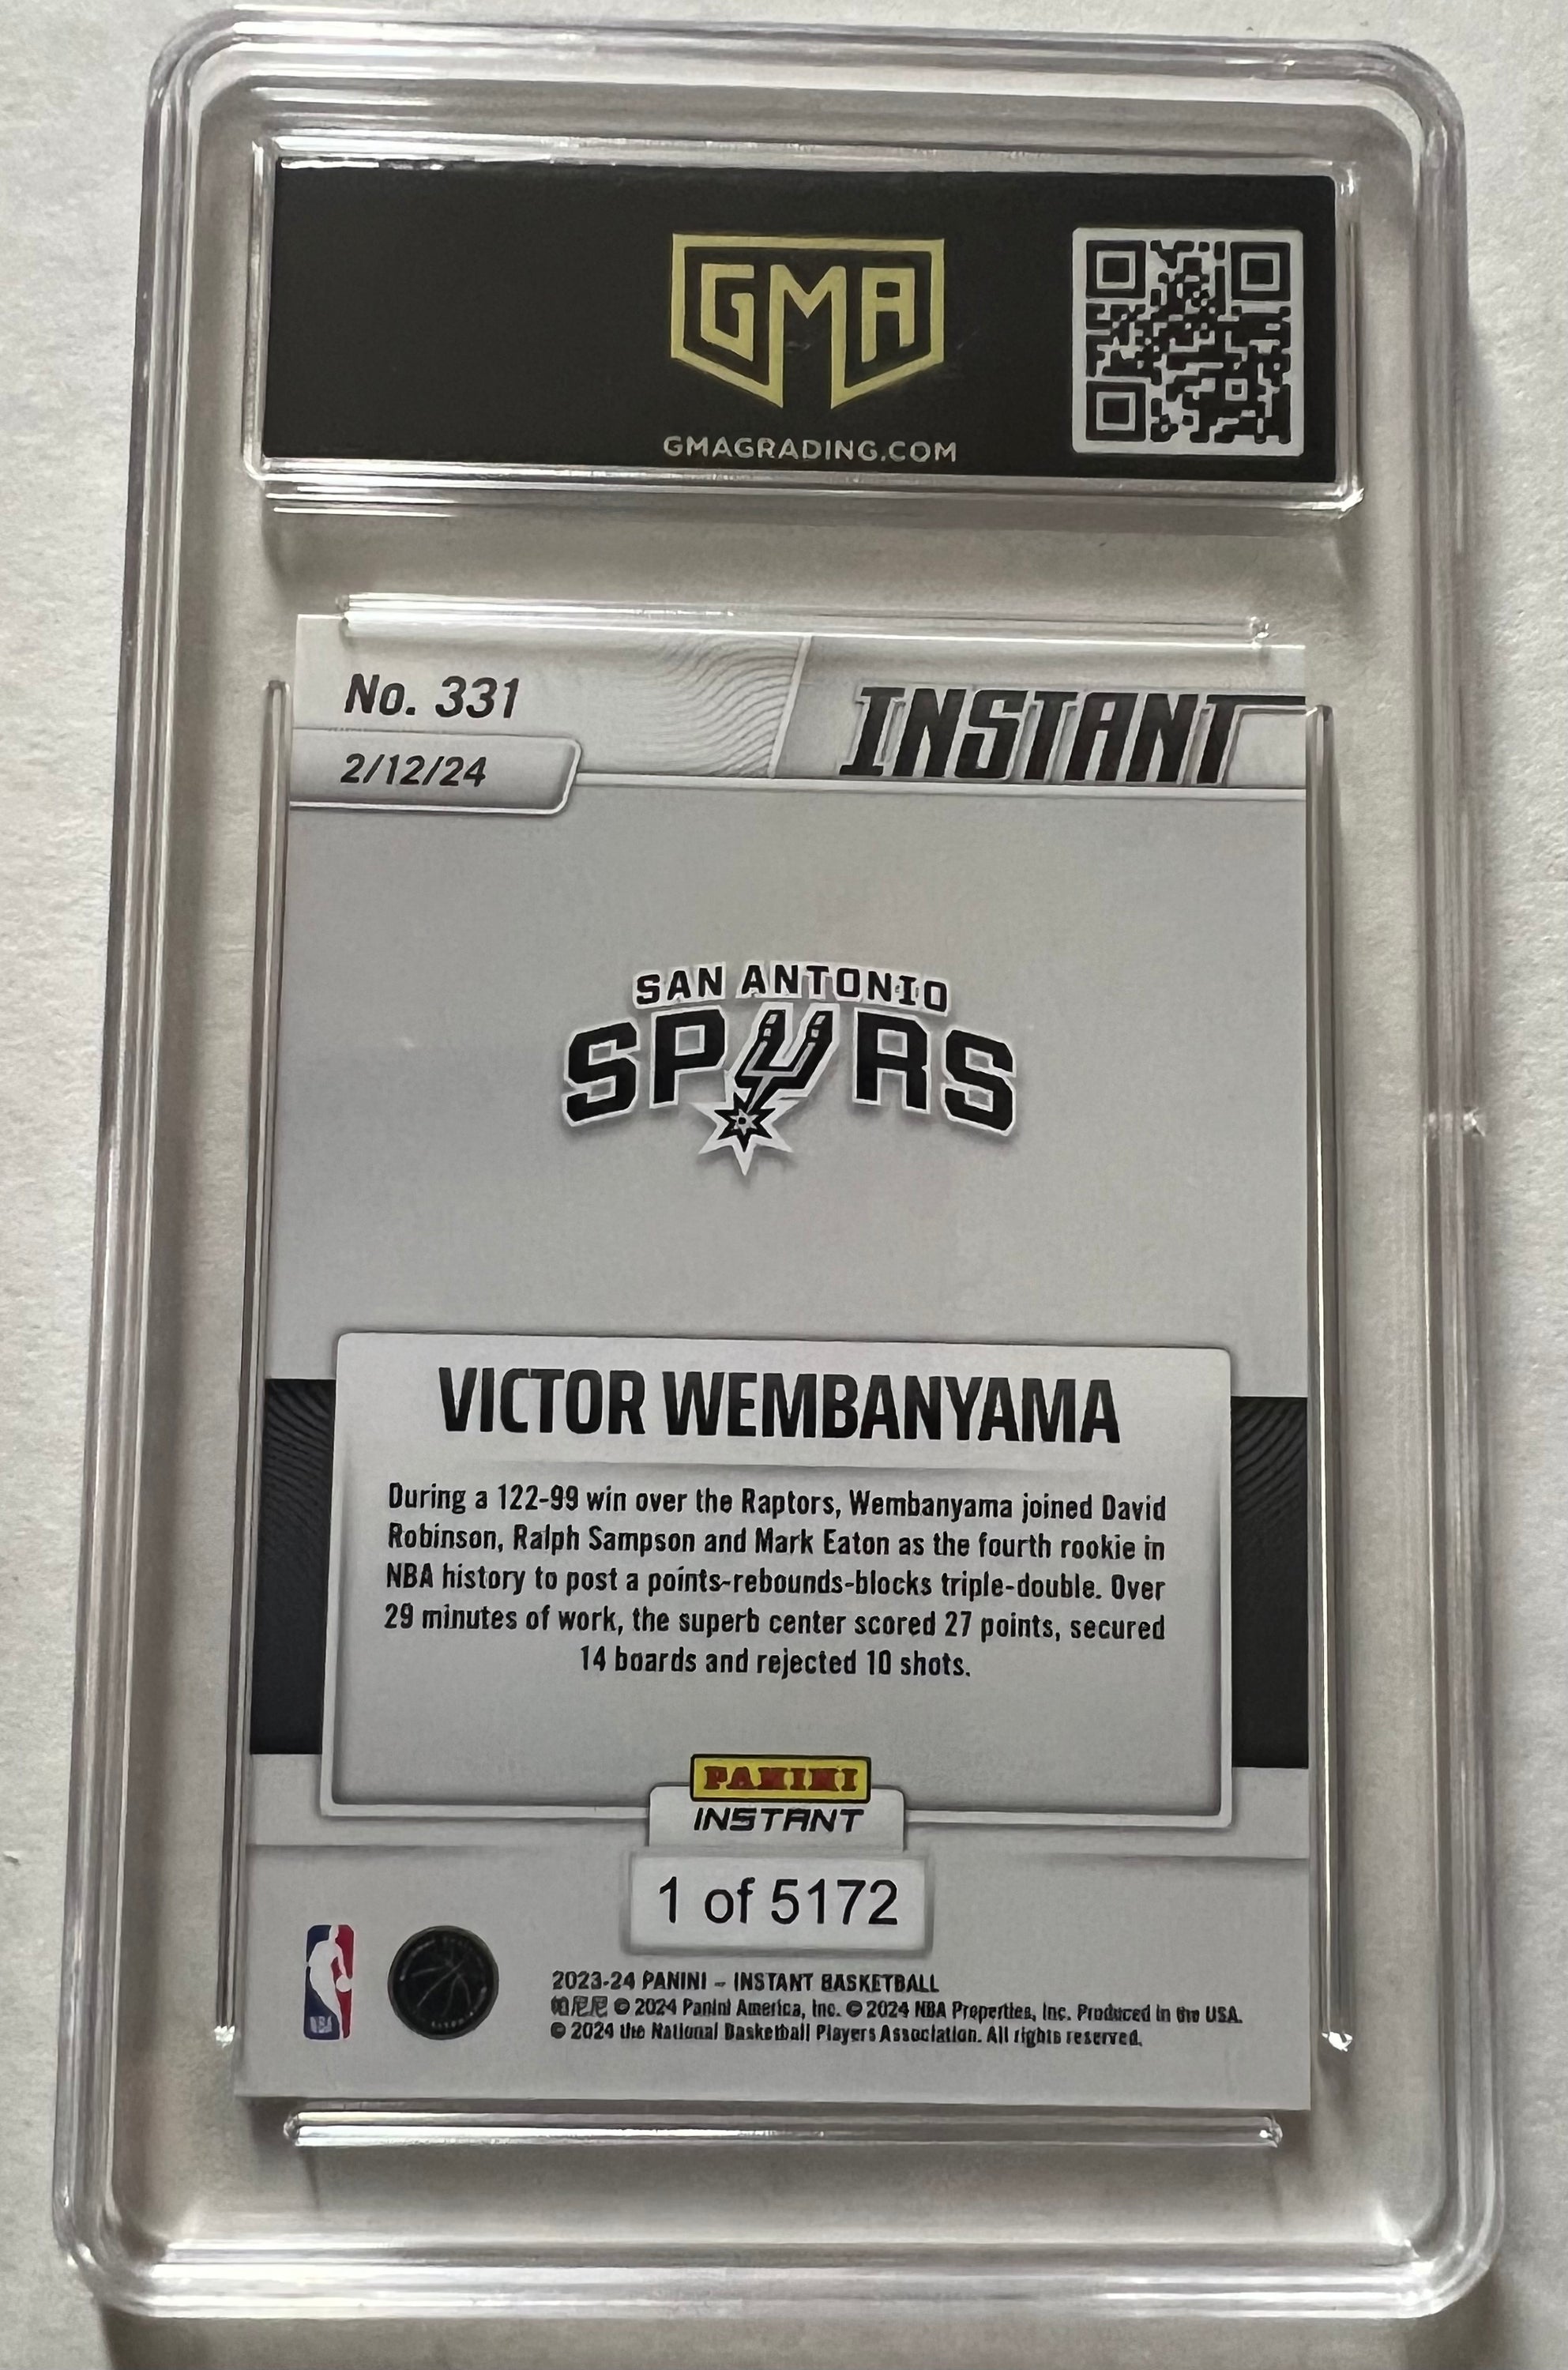 GMA
GMAGRADING.COM
No. 331
INSTANT
2/12/24
SAN ANTONIO
SPURS
VICTOR WEMBANYAMA
During a 122-99 win over the Raptors, Wembanyama joined David
Robinson, Ralph Sampson and Mark Eaton as the fourth rookie in
NBA history to post a points-rebounds-blocks triple-double. Over
29 minutes of work, the superb center scored 27 points, secured
14 boards and rejected 10 shots.
PANINI
INSTANT
1 of 5172
NBA
2023-24 PANINI – INSTANT BASKETBALL
帕尼尼 © 2024 Panini America, Inc. © 2024 NBA Properties, Inc. Produced in the USA.
© 2024 the National Basketball Players Association. All rights reserved.